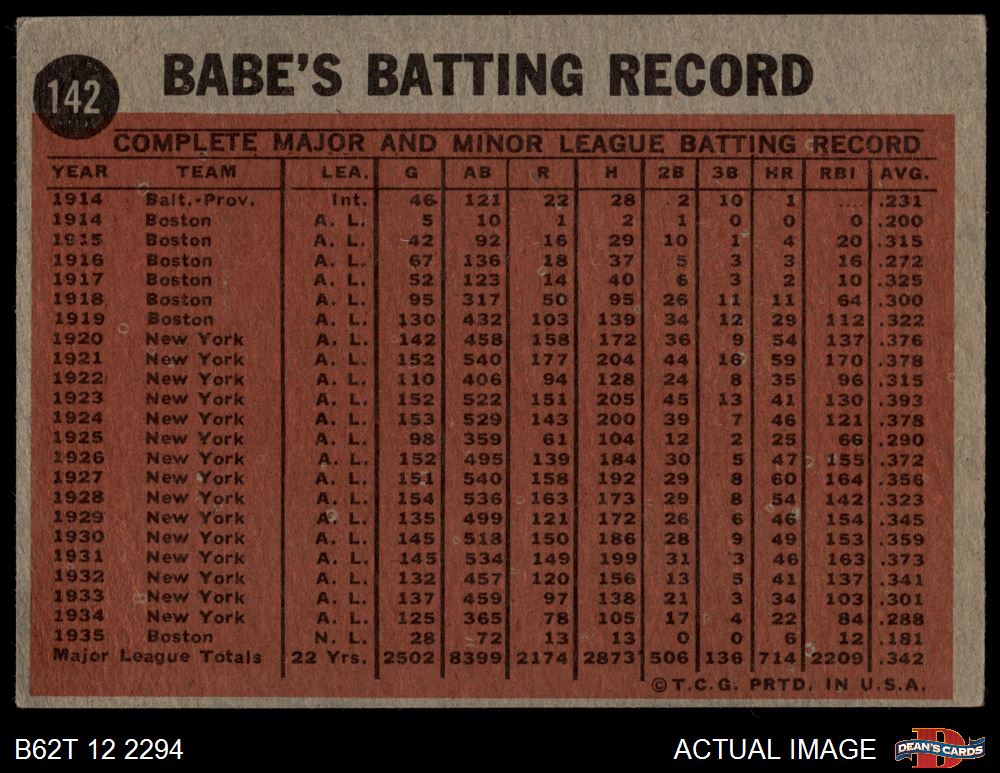 142
BABE'S BATTING RECORD
COMPLETE MAJOR AND MINOR LEAGUE BATTING RECORD
YEAR TEAM LEA. G AB R H 2B 3B HR RBI AVG.
1914 Balt.-Prov. Int. 46 121 22 28 2 10 1 .... .231
1914 Boston A. L. 5 10 1 2 1 0 0 0 .200
1915 Boston A. L. 42 92 16 29 10 1 4 20 .315
1916 Boston A. L. 67 136 18 37 5 3 3 16 .272
1917 Boston A. L. 52 123 14 40 6 3 2 10 .325
1918 Boston A. L. 95 317 50 95 26 11 11 64 .300
1919 Boston A. L. 130 432 103 139 34 12 29 112 .322
1920 New York A. L. 142 458 158 172 36 9 54 137 .376
1921 New York A. L. 152 540 177 204 44 16 59 170 .378
1922 New York A. L. 110 406 94 128 24 8 35 96 .315
1923 New York A. L. 152 522 151 205 45 13 41 130 .393
1924 New York A. L. 153 529 143 200 39 7 46 121 .378
1925 New York A. L. 98 359 61 104 12 2 25 66 .290
1926 New York A. L. 152 495 139 184 30 5 47 155 .372
1927 New York A. L. 151 540 158 192 29 8 60 164 .356
1928 New York A. L. 154 536 163 173 29 8 54 142 .323
1929 New York A. L. 135 499 121 172 26 6 46 154 .345
1930 New York A. L. 145 518 150 186 28 9 49 153 .359
1931 New York A. L. 145 534 149 199 31 3 46 163 .373
1932 New York A. L. 132 457 120 156 13 5 41 137 .341
1933 New York A. L. 137 459 97 138 21 3 34 103 .301
1934 New York A. L. 125 365 78 105 17 4 22 84 .288
1935 Boston N. L. 28 72 13 13 0 0 6 12 .181
Major League Totals 22 Yrs. 2502 8399 2174 2873 506 136 714 2209 .342
© T.C.G. PRTD. IN U.S.A.
B62T 12 2294
ACTUAL IMAGE
D
DEAN'S CARDS